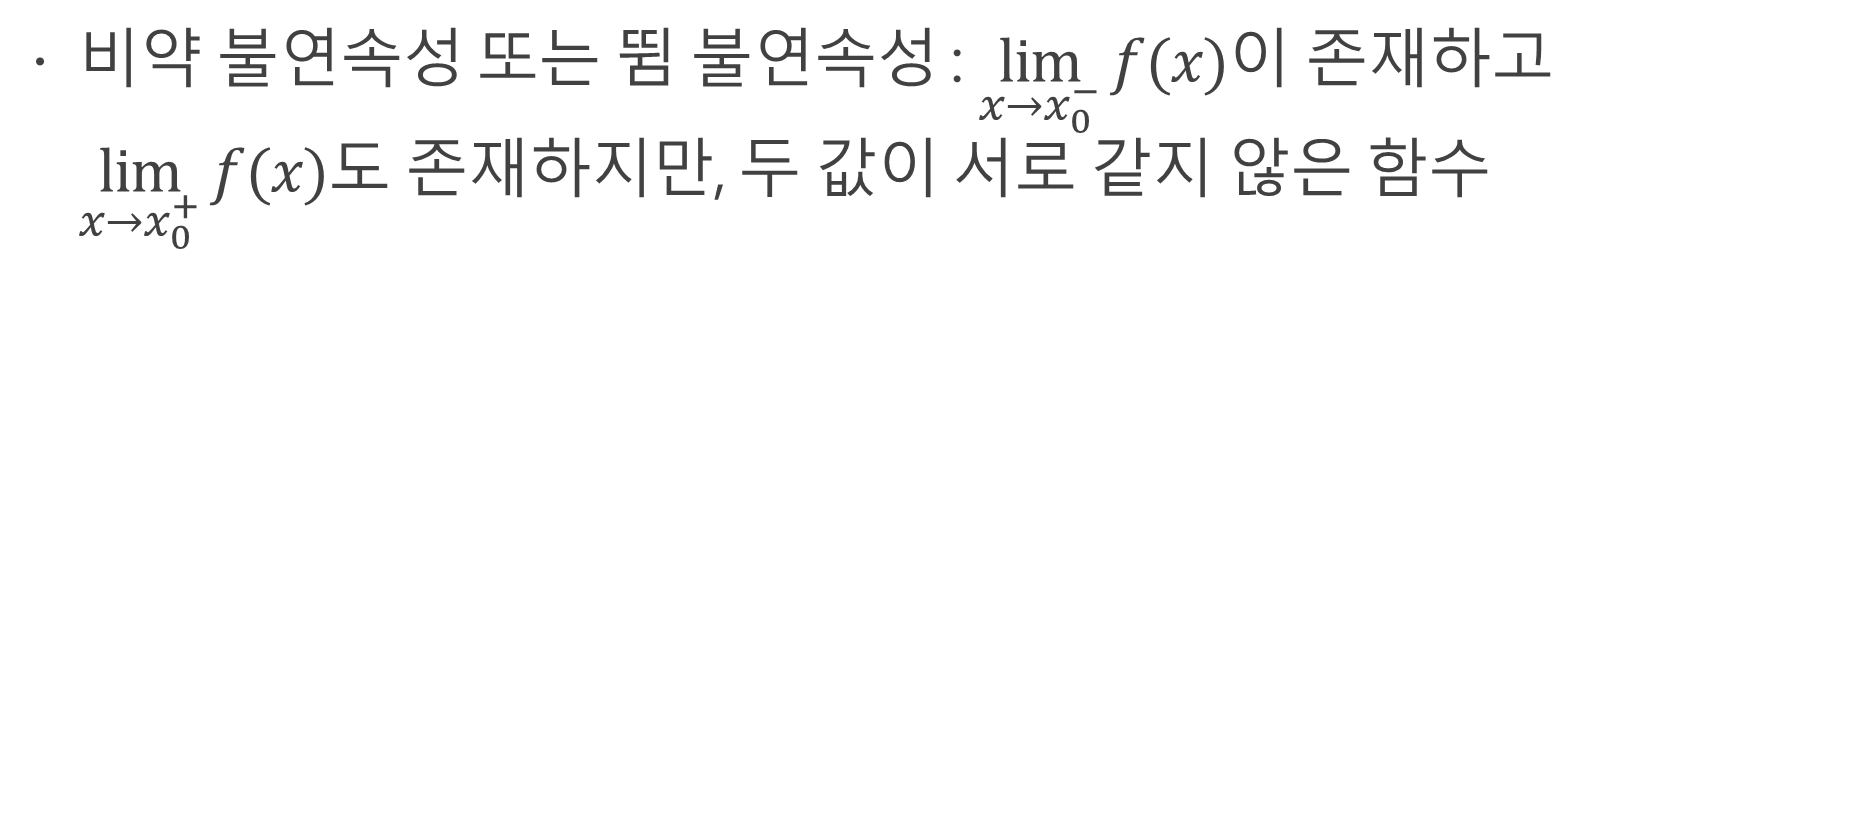 • 비약 불연속성 또는 뜀 불연속성: lim_{x→x_0^-} f(x)이 존재하고
lim_{x→x_0^+} f(x)도 존재하지만, 두 값이 서로 같지 않은 함수